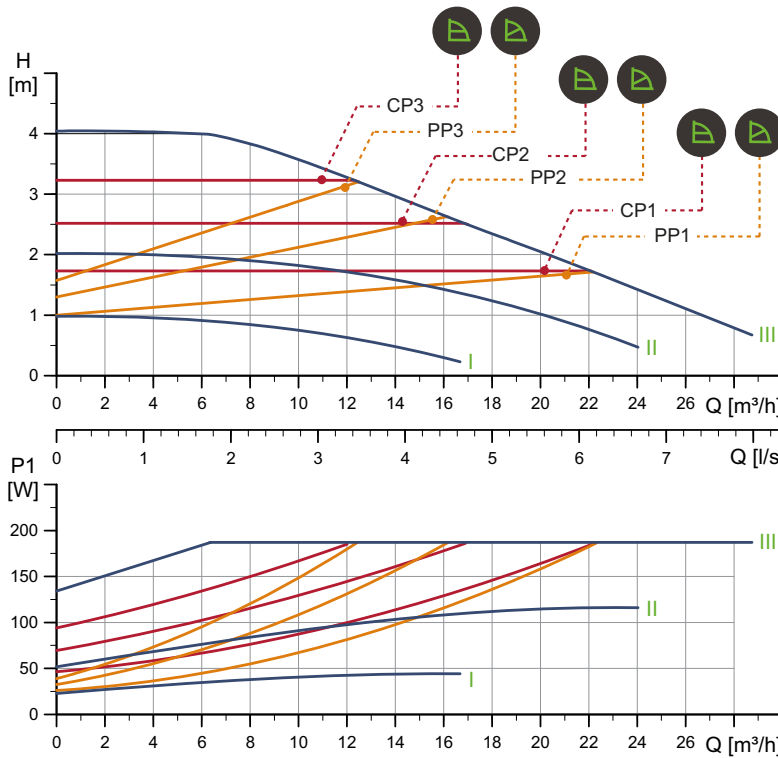 H
[m]
CP3
PP3
CP2
PP2
CP1
PP1
4
3
2
1
0
I
II
III
0 2 4 6 8 10 12 14 16 18 20 22 24 26
Q [m³/h]
0 1 2 3 4 5 6 7
Q [l/s
P1
[W]
200
150
100
50
0
III
II
I
0 2 4 6 8 10 12 14 16 18 20 22 24 26
Q [m³/h]